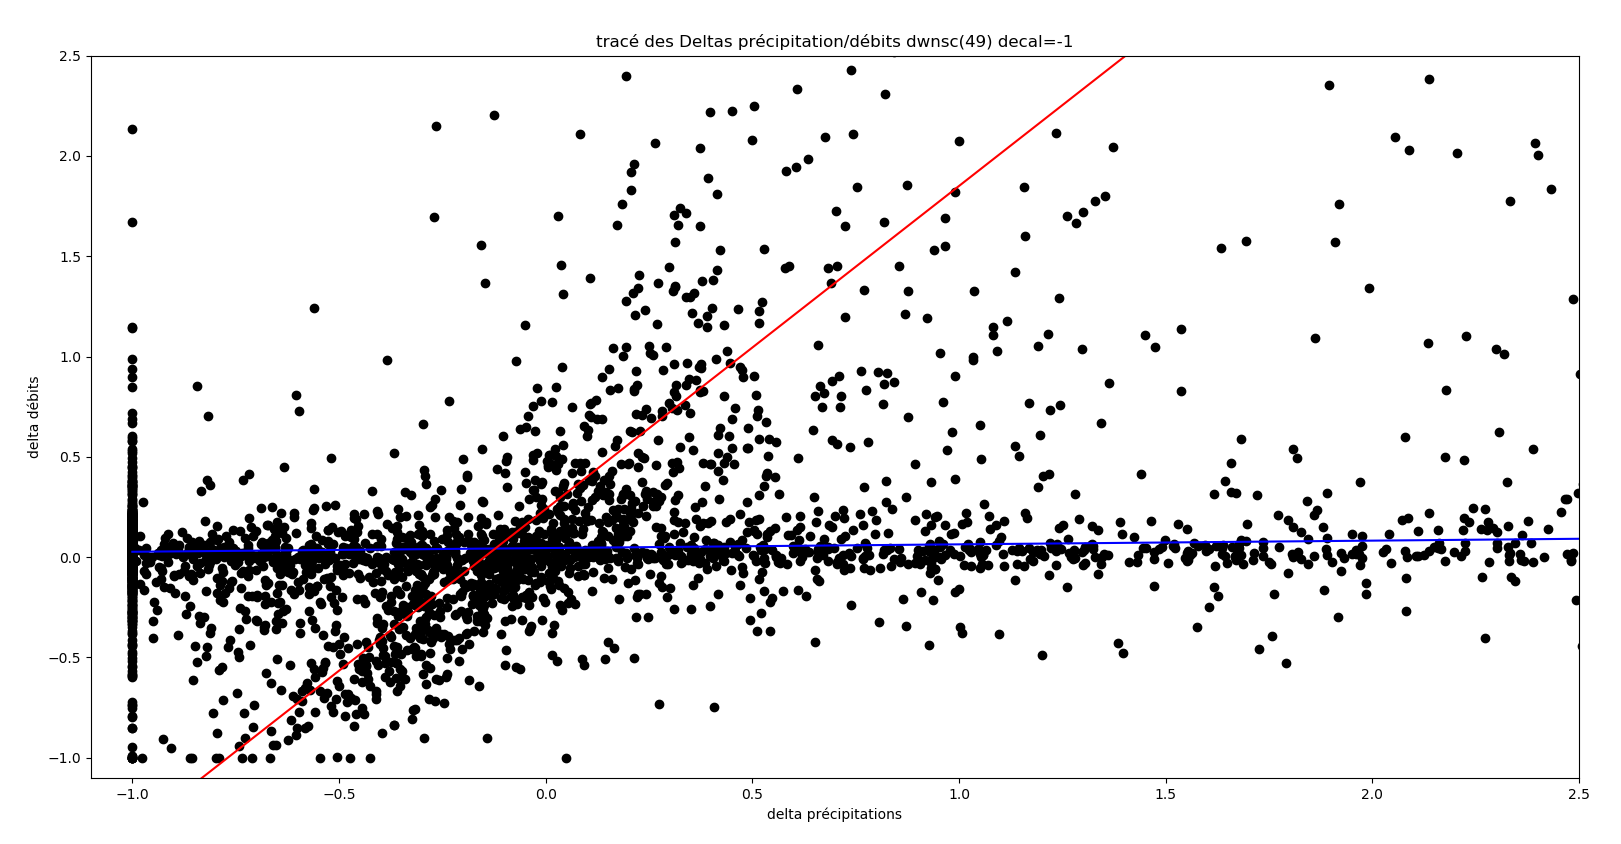 tracé des Deltas précipitation/débits dwnsc(49) decal=-1
2.5
2.0
1.5
1.0
0.5
0.0
−0.5
−1.0
delta débits
−1.0 −0.5 0.0 0.5 1.0 1.5 2.0 2.5
delta précipitations